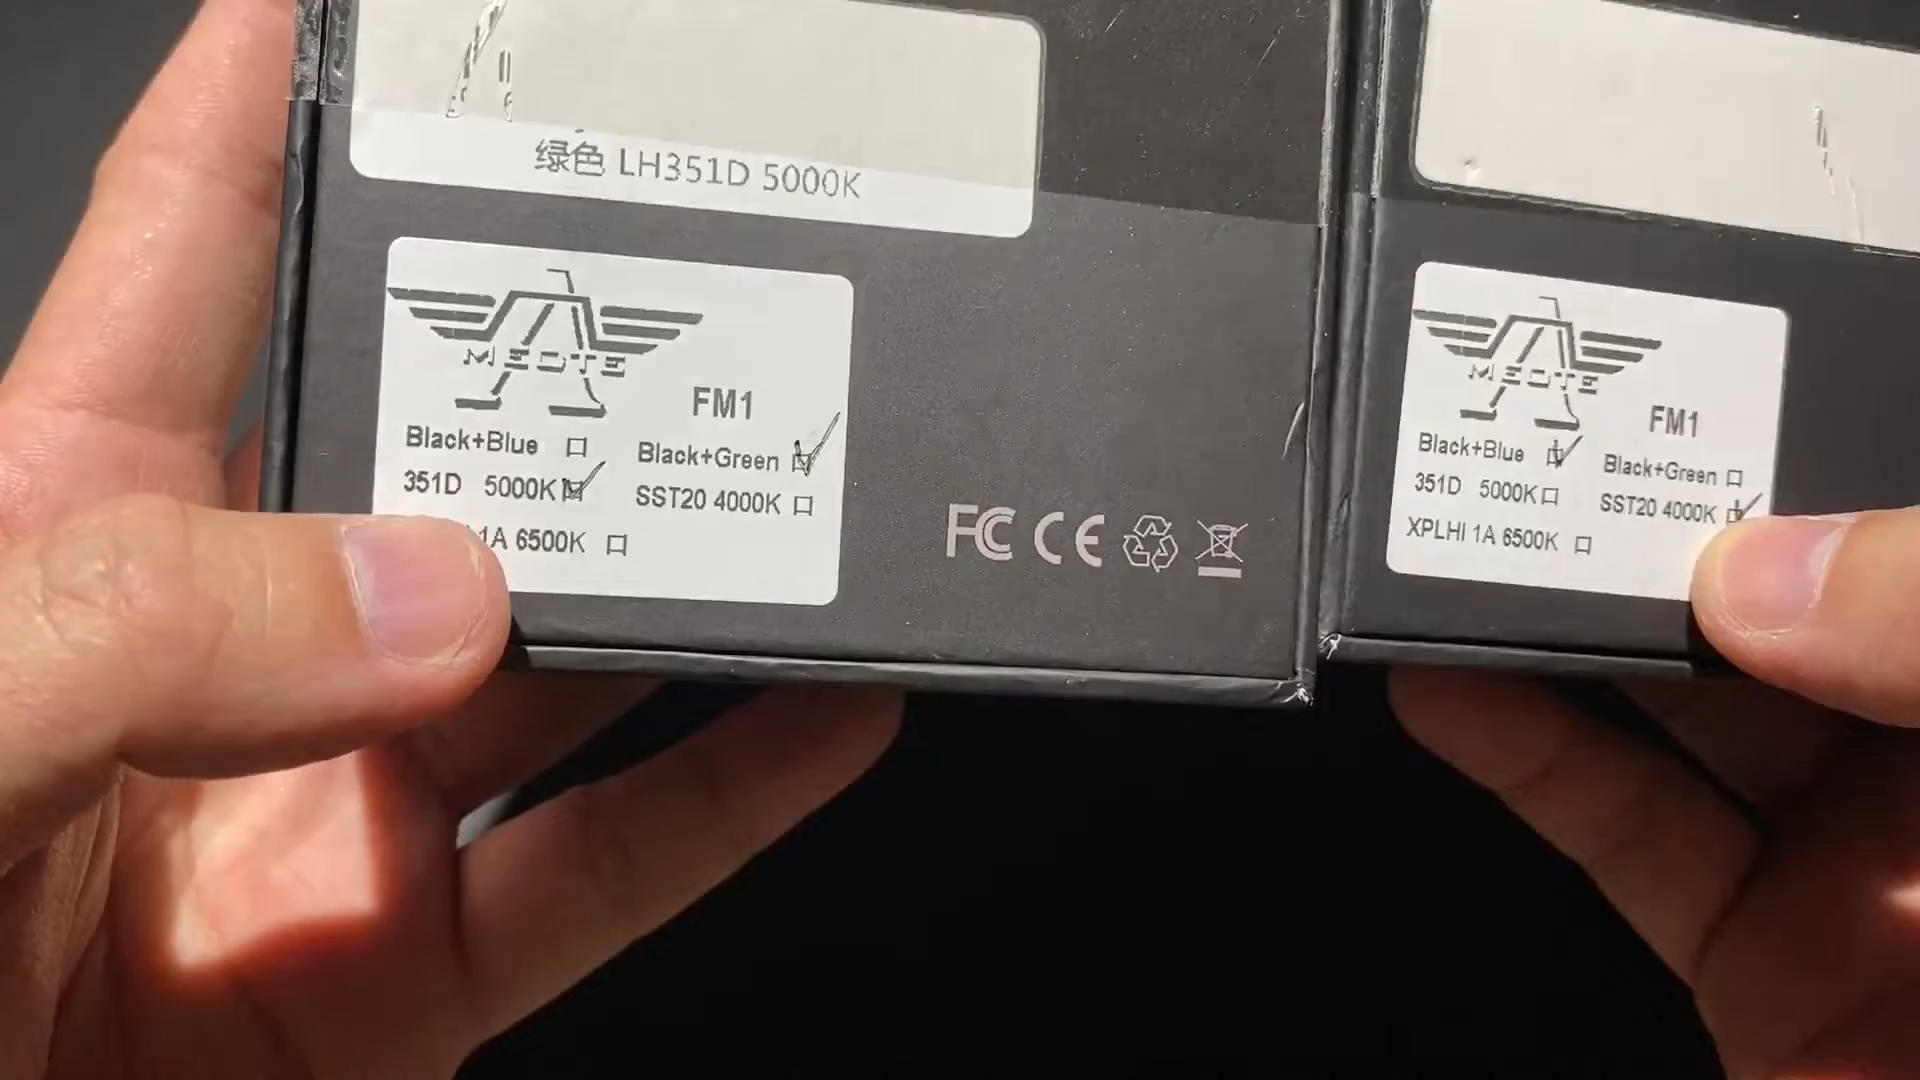 绿色 LH351D 5000K
MEOTE
FM1
Black+Blue
Black+Green
351D 5000K
SST20 4000K
1A 6500K
FC CE
MEOTE
FM1
Black+Blue
Black+Green
351D 5000K
SST20 4000K
XPLHI 1A 6500K